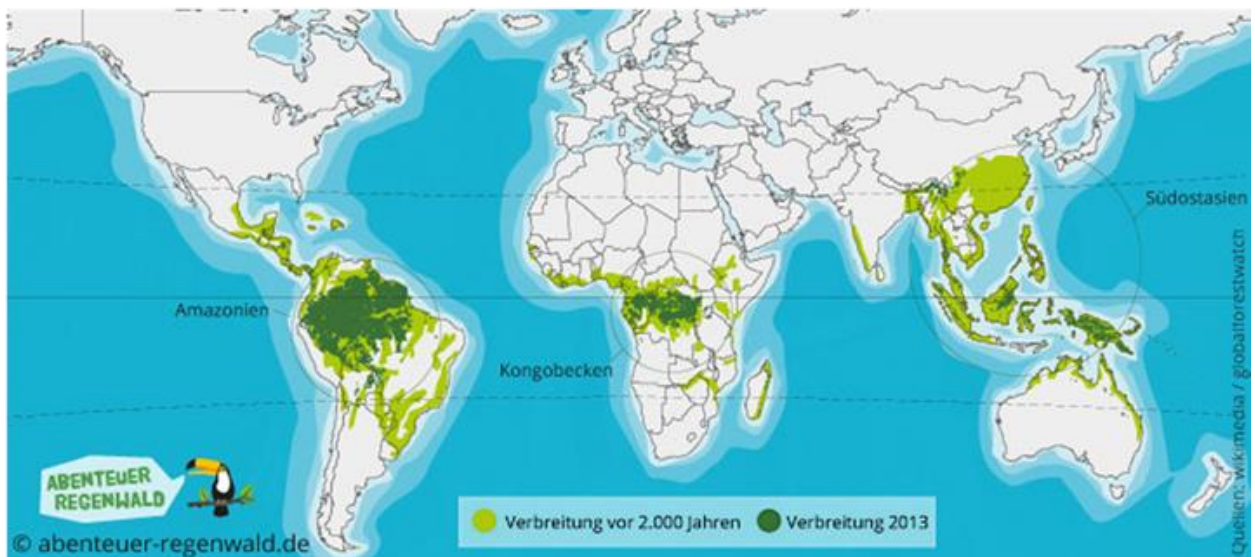 Südostasien
Amazonien
Kongobecken
ABENTEUER
REGENWALD
Verbreitung vor 2.000 Jahren
Verbreitung 2013
© abenteuer-regenwald.de
Quellen: wikimedia / globalforestwatch